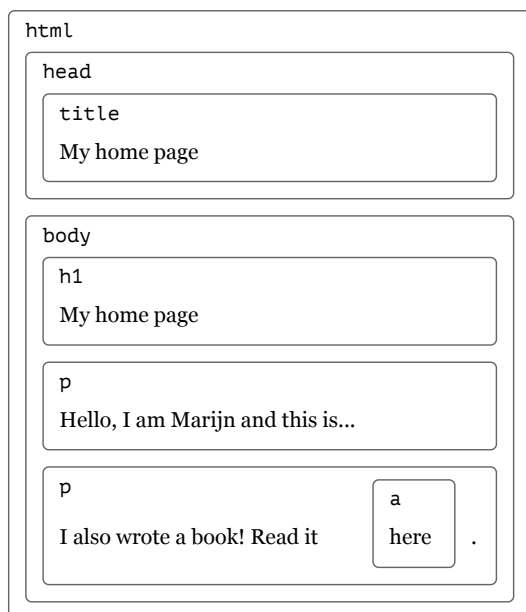 html
head
title
My home page
body
h1
My home page
p
Hello, I am Marijn and this is...
p
a
I also wrote a book! Read it here .